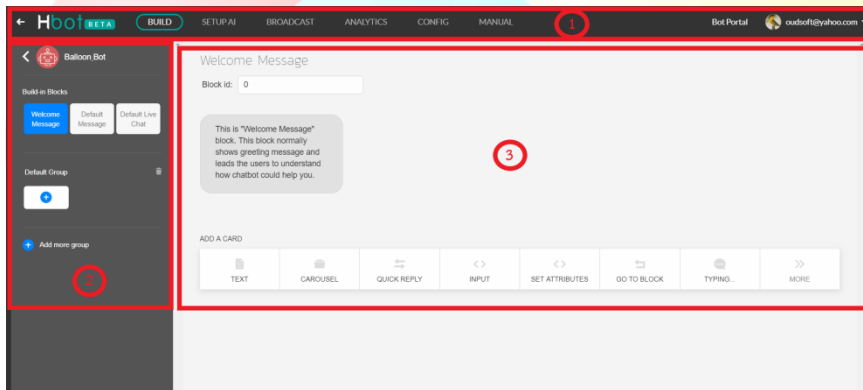 Hbot BETA BUILD SETUP AI BROADCAST ANALYTICS CONFIG MANUAL 1 Bot Portal oudsoft@yahoo.com
Balloon_Bot
Build-in Blocks
Welcome Message
Default Message
Default Live Chat
Default Group
Add more group
2
Welcome Message
Block id: 0
This is "Welcome Message"
block. This block normally
shows greeting message and
leads the users to understand
how chatbot could help you.
3
ADD A CARD
TEXT CAROUSEL QUICK REPLY INPUT SET ATTRIBUTES GO TO BLOCK TYPING... MORE